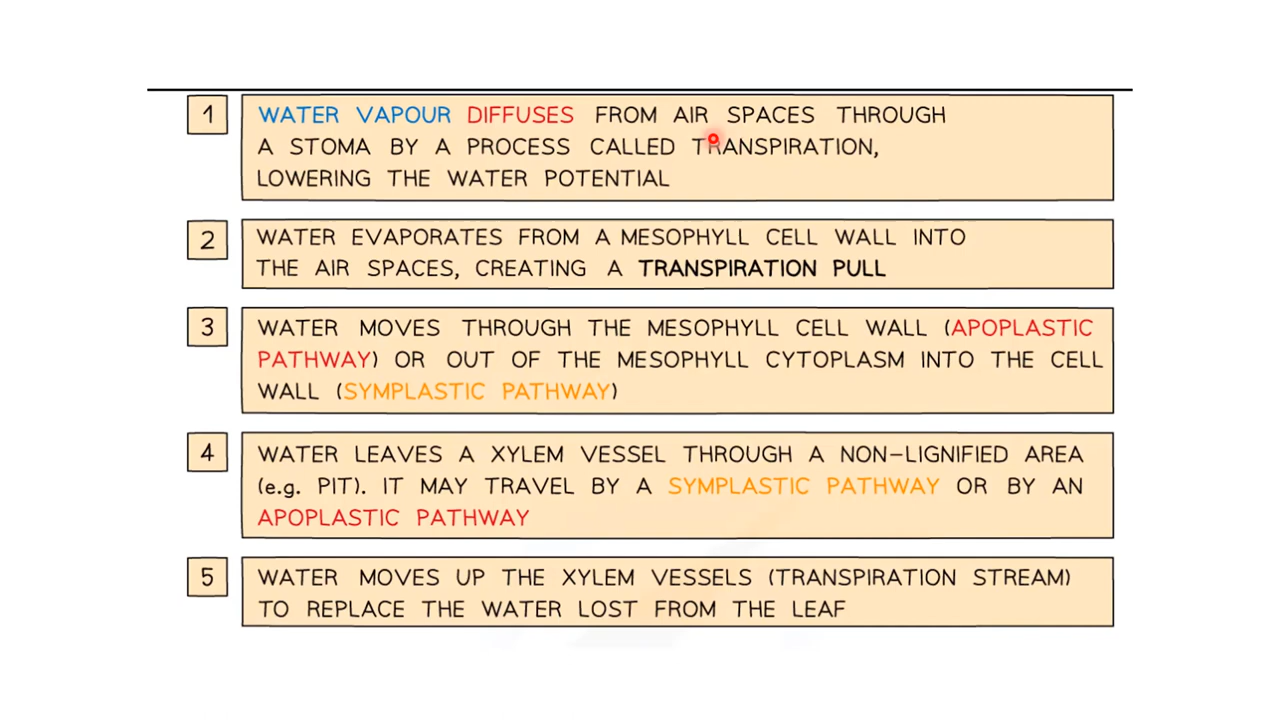 1
WATER VAPOUR DIFFUSES FROM AIR SPACES THROUGH
A STOMA BY A PROCESS CALLED TRANSPIRATION,
LOWERING THE WATER POTENTIAL
2
WATER EVAPORATES FROM A MESOPHYLL CELL WALL INTO
THE AIR SPACES, CREATING A TRANSPIRATION PULL
3
WATER MOVES THROUGH THE MESOPHYLL CELL WALL (APOPLASTIC
PATHWAY) OR OUT OF THE MESOPHYLL CYTOPLASM INTO THE CELL
WALL (SYMPLASTIC PATHWAY)
4
WATER LEAVES A XYLEM VESSEL THROUGH A NON-LIGNIFIED AREA
(e.g. PIT). IT MAY TRAVEL BY A SYMPLASTIC PATHWAY OR BY AN
APOPLASTIC PATHWAY
5
WATER MOVES UP THE XYLEM VESSELS (TRANSPIRATION STREAM)
TO REPLACE THE WATER LOST FROM THE LEAF